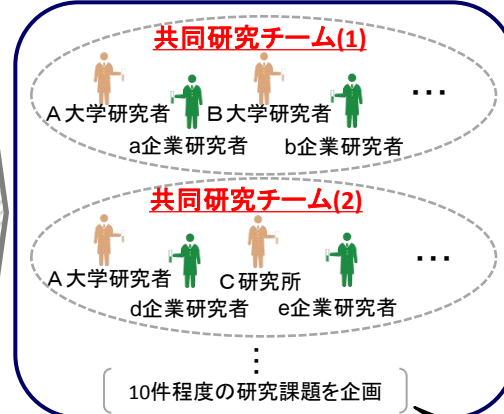 共同研究チーム(1)
A大学研究者 B大学研究者 …
a企業研究者 b企業研究者
共同研究チーム(2)
A大学研究者 C研究所 …
d企業研究者 e企業研究者
⋮
10件程度の研究課題を企画